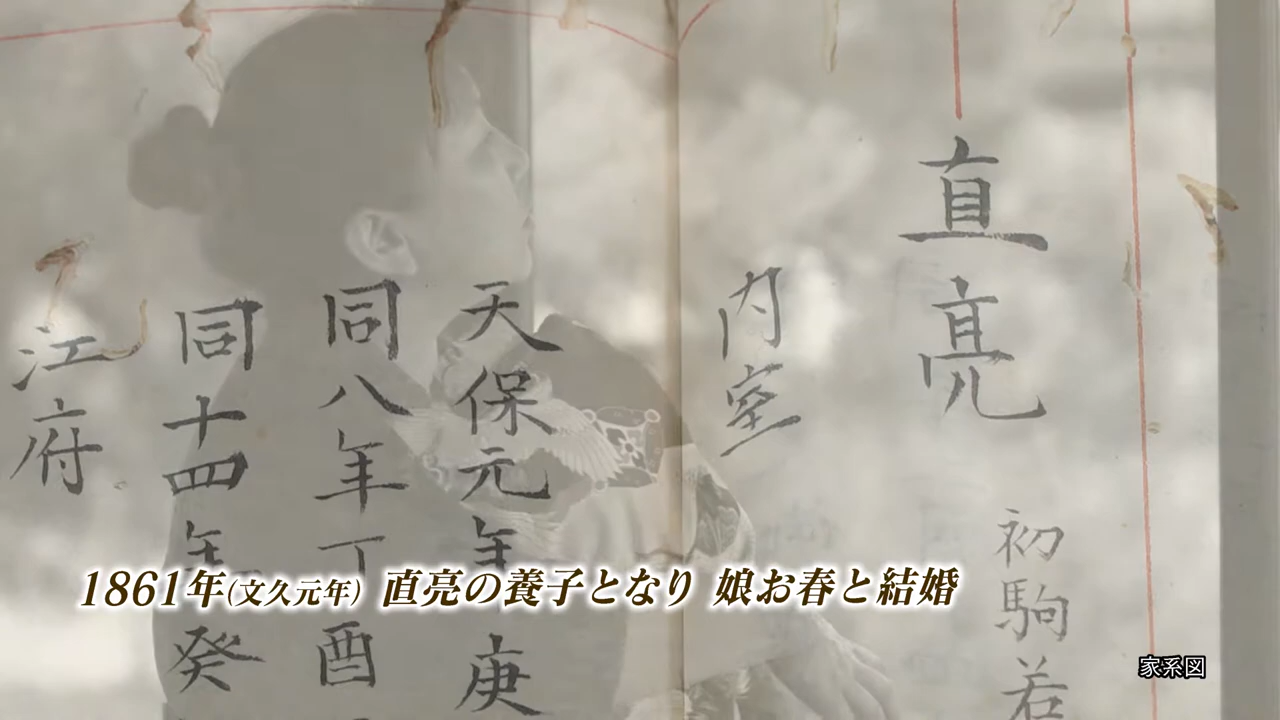 直亮
初駒若
内室
天保元年庚
同八年丁酉
同十四年癸
江府
1861年(文久元年) 直亮の養子となり 娘お春と結婚
家系図